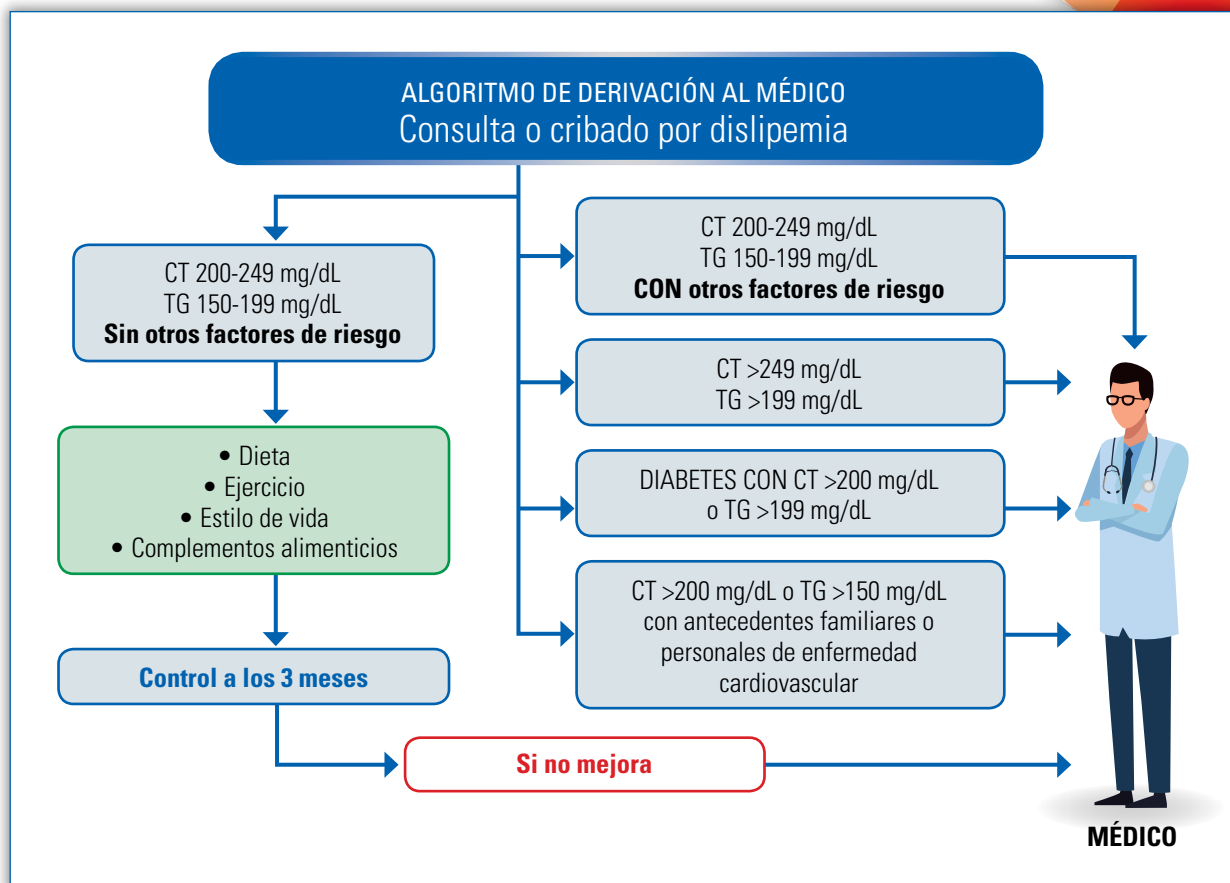 ALGORITMO DE DERIVACIÓN AL MÉDICO
Consulta o cribado por dislipemia
CT 200-249 mg/dL
TG 150-199 mg/dL
Sin otros factores de riesgo
• Dieta
• Ejercicio
• Estilo de vida
• Complementos alimenticios
Control a los 3 meses
Si no mejora
CT 200-249 mg/dL
TG 150-199 mg/dL
CON otros factores de riesgo
CT >249 mg/dL
TG >199 mg/dL
DIABETES CON CT >200 mg/dL
o TG >199 mg/dL
CT >200 mg/dL o TG >150 mg/dL
con antecedentes familiares o
personales de enfermedad
cardiovascular
MÉDICO